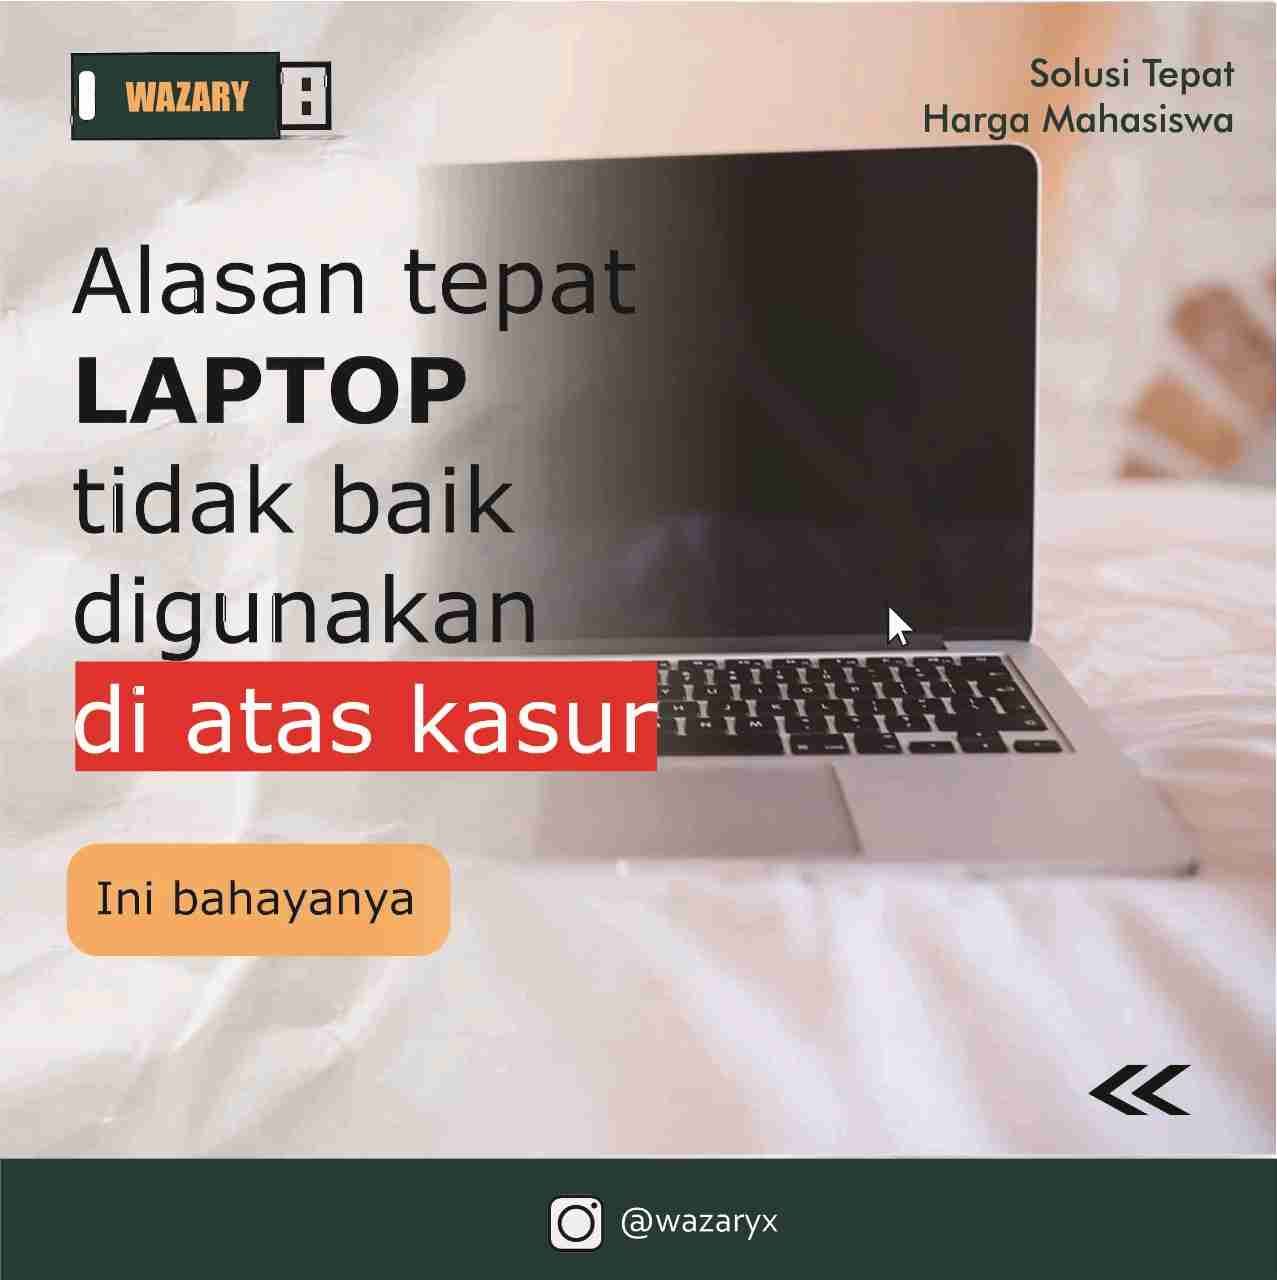 WAZARY
Solusi Tepat
Harga Mahasiswa
Alasan tepat
LAPTOP
tidak baik
digunakan
di atas kasur
Ini bahayanya
@wazaryx